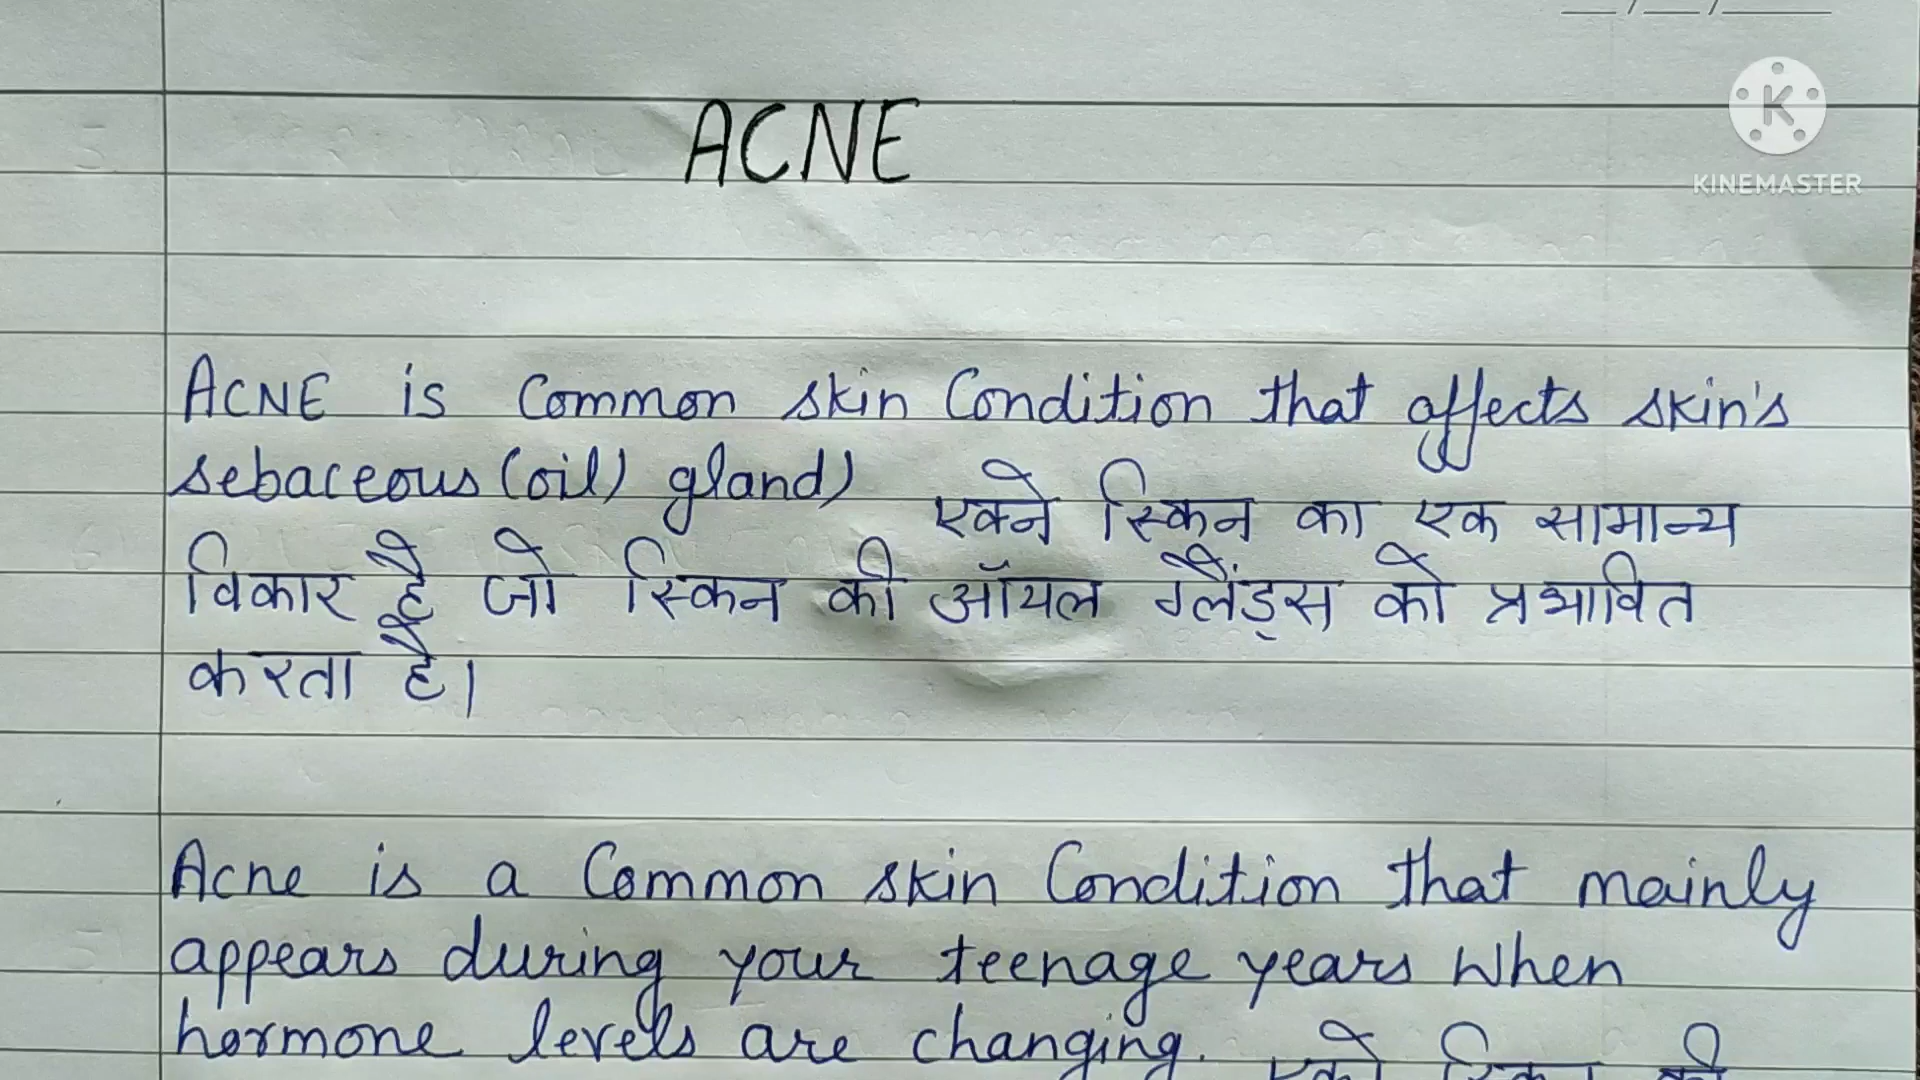 ACNE
KINEMASTER
ACNE is Common skin Condition that affects skin's
sebaceous (oil) gland) एक्ने स्किन का एक सामान्य
विकार है जो स्किन की ऑयल ग्लैंड्स को प्रभावित
करता है।
Acne is a Common skin Condition that mainly
appears during your teenage years when
hormone levels are changing.